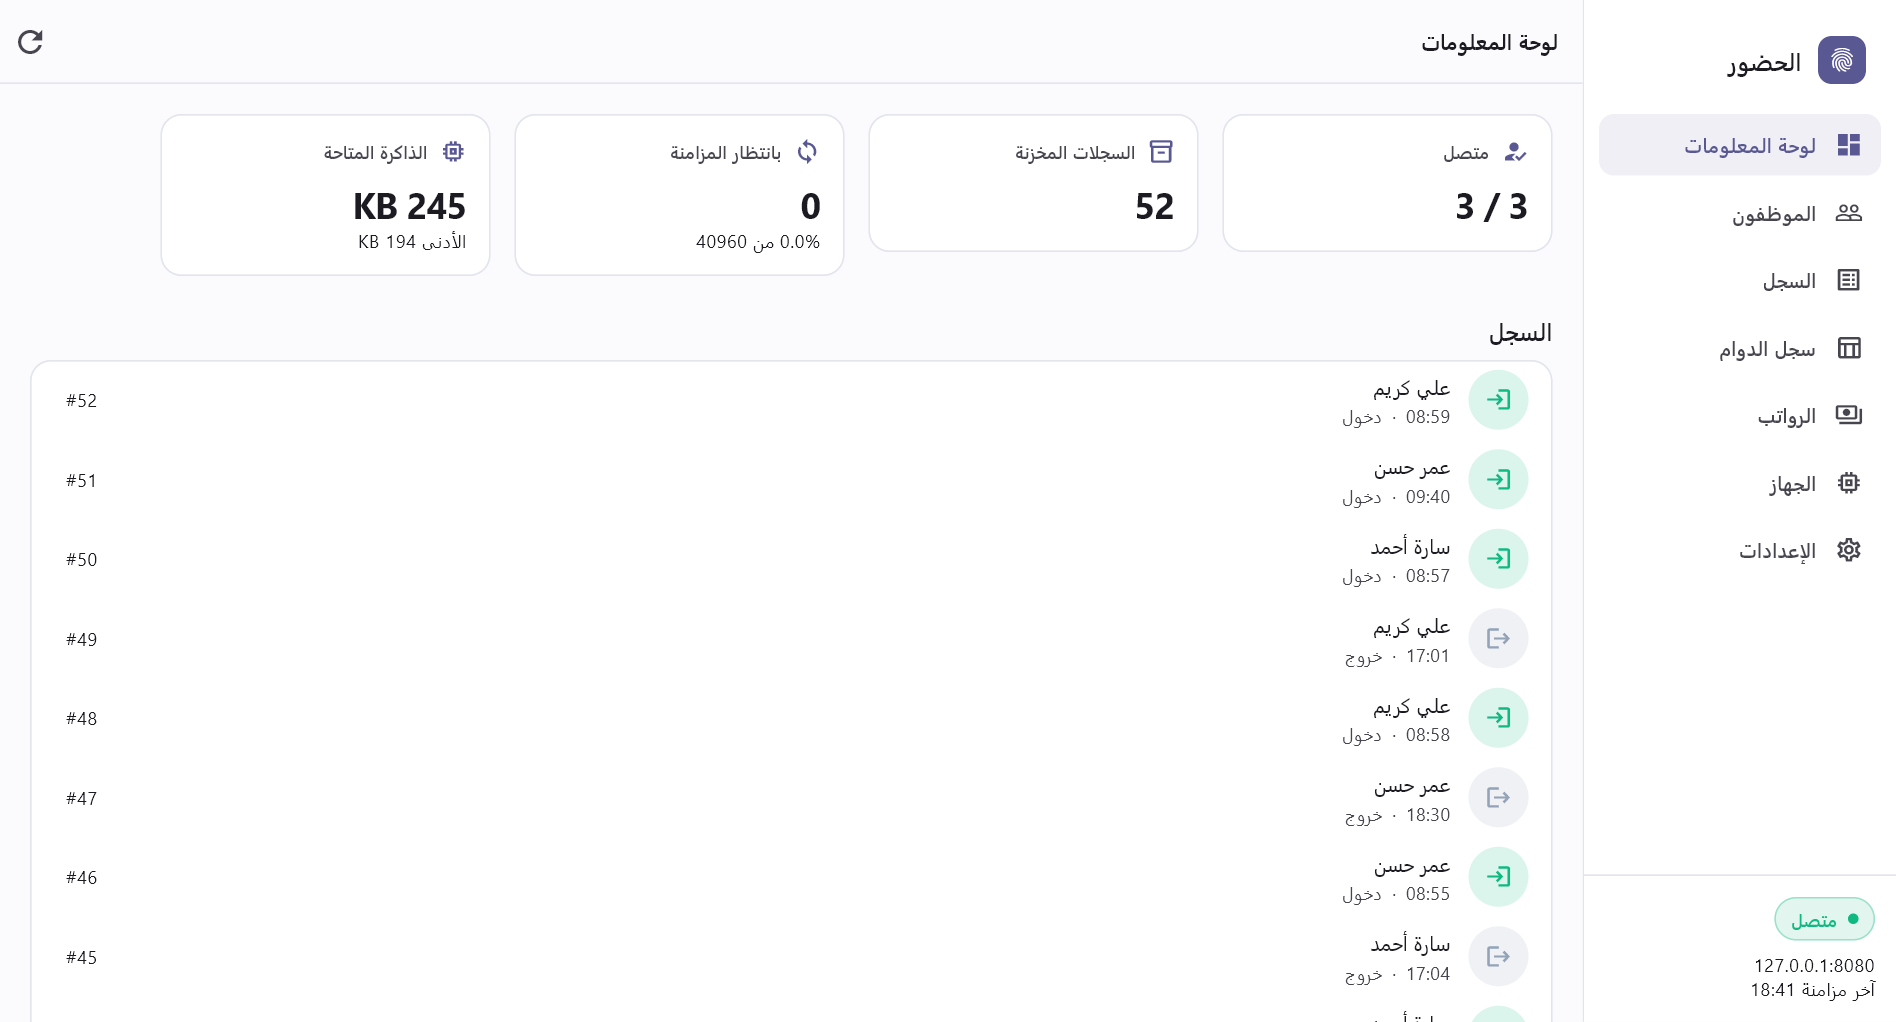 الحضور
لوحة المعلومات
الموظفون
السجل
سجل الدوام
الرواتب
الجهاز
الإعدادات
متصل
127.0.0.1:8080
آخر مزامنة 18:41
لوحة المعلومات
متصل
3 / 3
السجلات المخزنة
52
بانتظار المزامنة
0
0.0% من 40960
الذاكرة المتاحة
245 KB
الأدنى 194 KB
السجل
علي كريم
08:59 · دخول
#52
عمر حسن
09:40 · دخول
#51
سارة أحمد
08:57 · دخول
#50
علي كريم
17:01 · خروج
#49
علي كريم
08:58 · دخول
#48
عمر حسن
18:30 · خروج
#47
عمر حسن
08:55 · دخول
#46
سارة أحمد
17:04 · خروج
#45